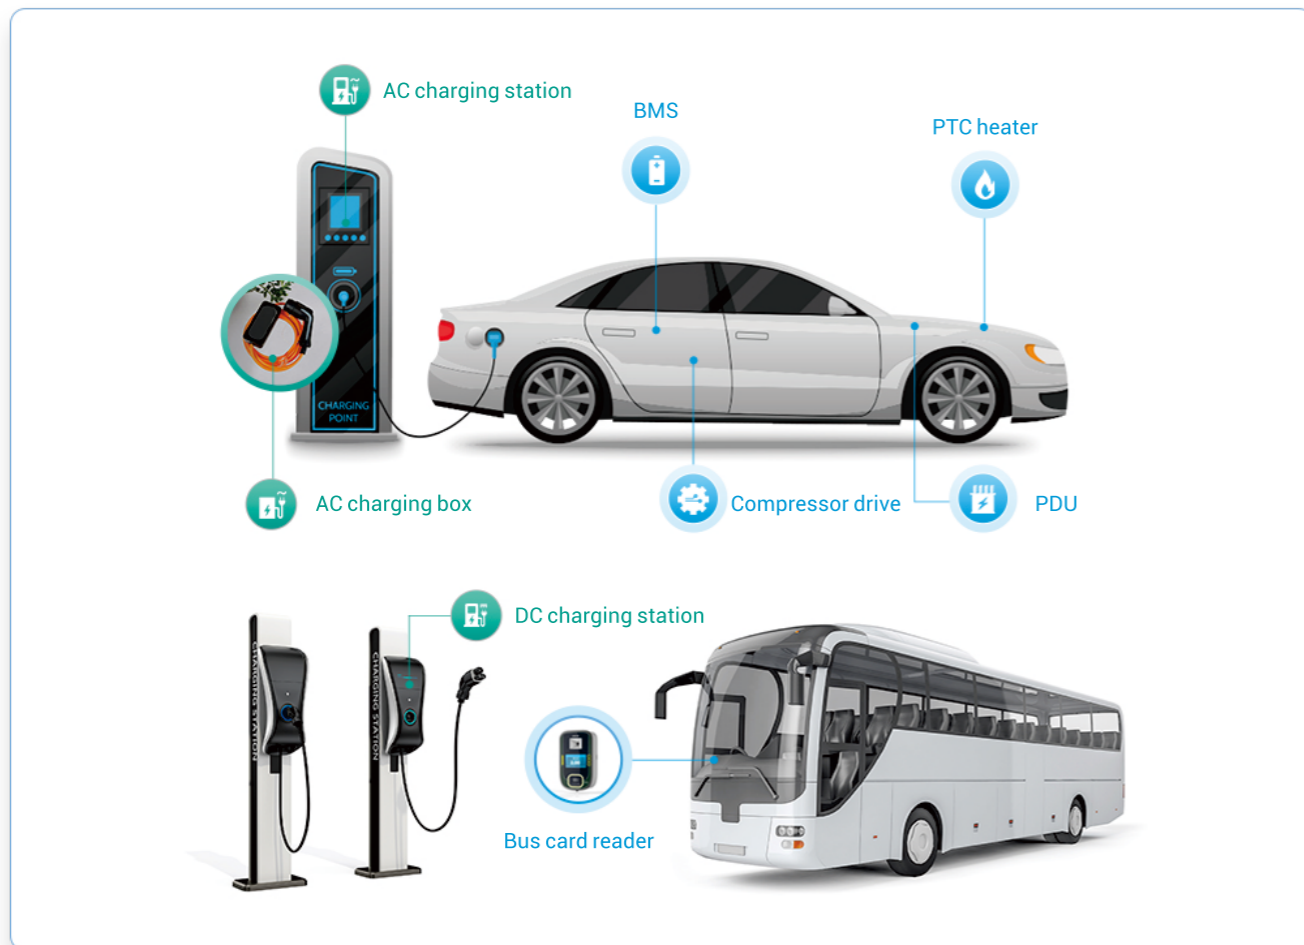 AC charging station
BMS
PTC heater
CHARGING
POINT
AC charging box
Compressor drive
PDU
DC charging station
CHARGING STATION
CHARGING STATION
Bus card reader